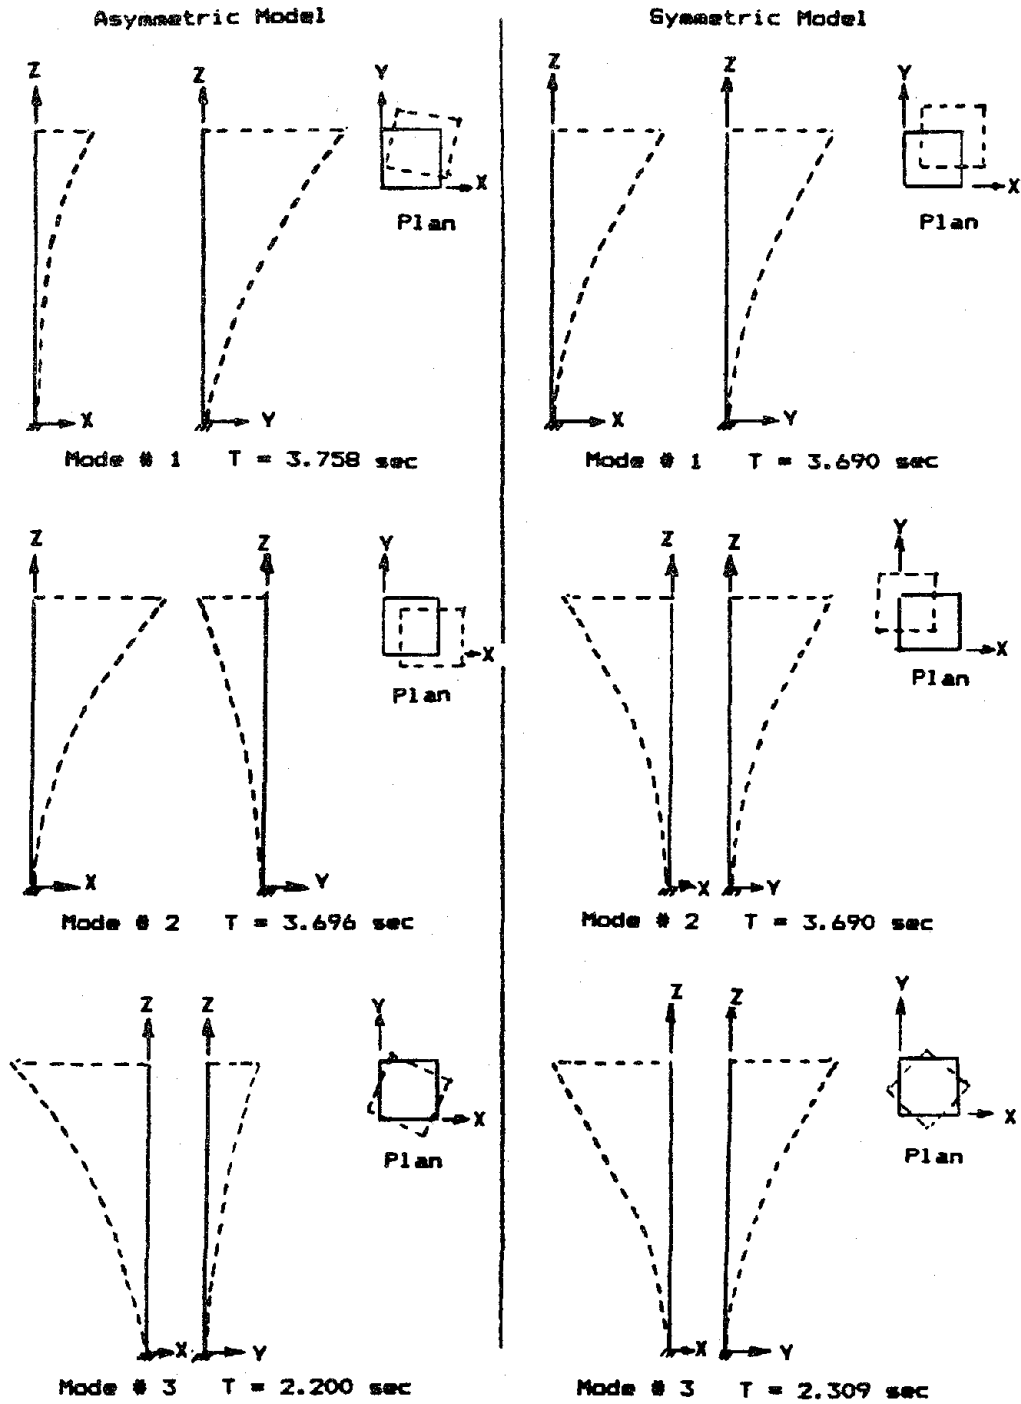 Asymmetric Model
Z
Z
Y
X
Plan
X
Y
Mode # 1 T = 3.758 sec
Z
Z
Y
X
Plan
X
Y
Mode # 2 T = 3.696 sec
Z
Z
Y
X
Plan
X
Y
Mode # 3 T = 2.200 sec
Symmetric Model
Z
Z
Y
X
Plan
X
Y
Mode # 1 T = 3.690 sec
Z
Z
Y
X
Plan
X
Y
Mode # 2 T = 3.690 sec
Z
Z
Y
X
Plan
X
Y
Mode # 3 T = 2.309 sec